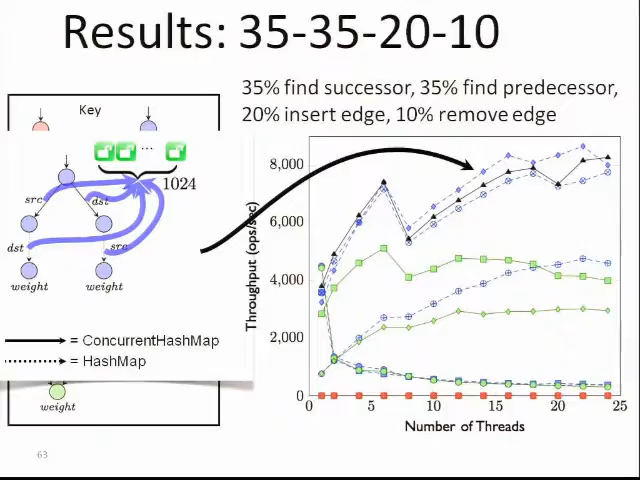 Results: 35-35-20-10
35% find successor, 35% find predecessor,
20% insert edge, 10% remove edge
Key
...
1024
src
dst
dst
src
weight
weight
= ConcurrentHashMap
= HashMap
weight
Throughput (ops/sec)
8,000
6,000
4,000
2,000
0
0 5 10 15 20 25
Number of Threads
63